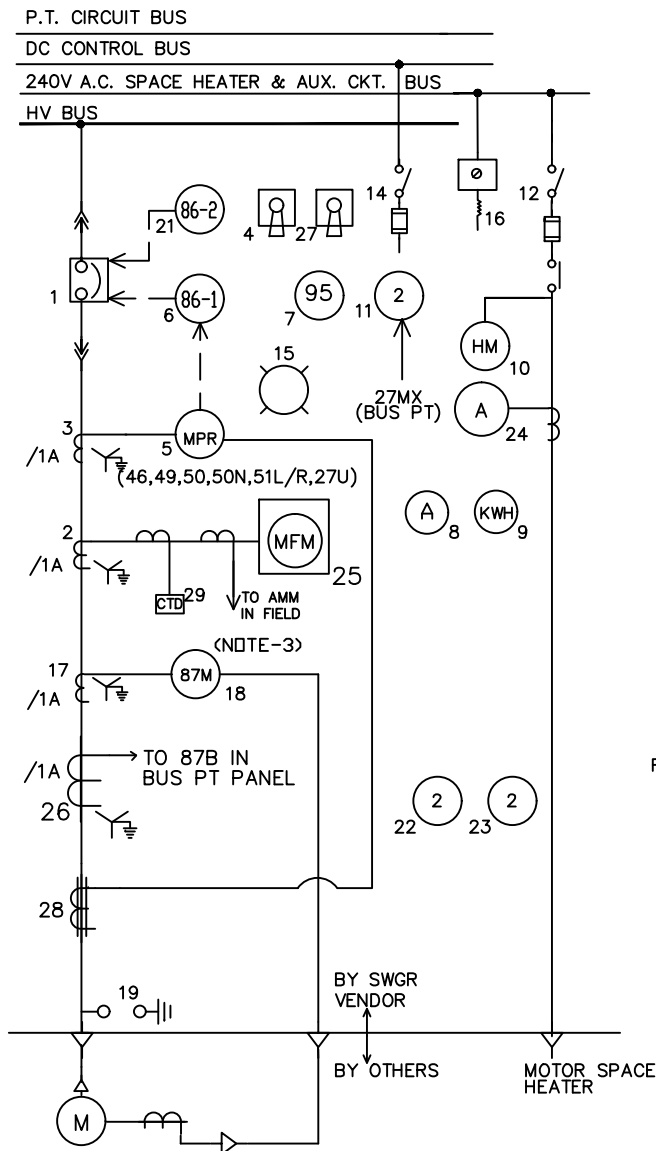 P.T. CIRCUIT BUS
DC CONTROL BUS
240V A.C. SPACE HEATER & AUX. CKT. BUS
HV BUS
86-2
21
4
27
14
16
12
1
86-1
6
95
7
2
11
HM
10
15
27MX
(BUS PT)
A
24
3
/1A
MPR
5
(46,49,50,50N,51L/R,27U)
A
8
KWH
9
2
/1A
MFM
25
CTD
29
TO AMM
IN FIELD
(NOTE-3)
17
/1A
87M
18
/1A
TO 87B IN
BUS PT PANEL
26
2
22
2
23
28
19
BY SWGR
VENDOR
BY OTHERS
MOTOR SPACE
HEATER
M